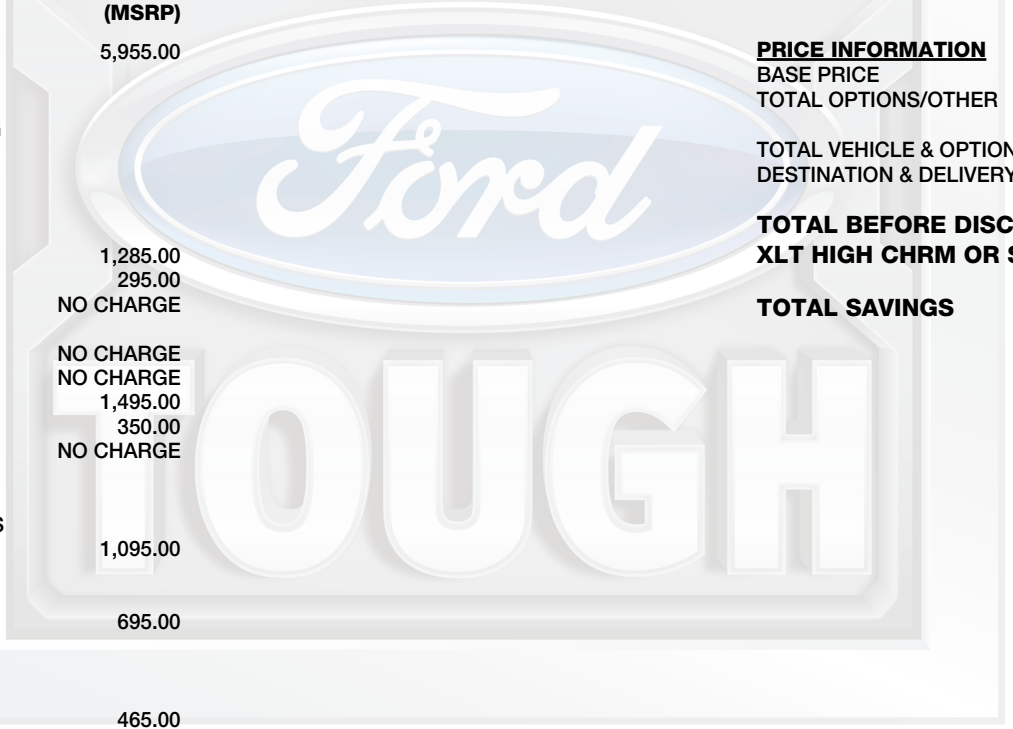 (MSRP)
5,955.00
1,285.00
295.00
NO CHARGE
NO CHARGE
NO CHARGE
1,495.00
350.00
NO CHARGE
1,095.00
695.00
465.00
PRICE INFORMATION
BASE PRICE
TOTAL OPTIONS/OTHER
TOTAL VEHICLE & OPTION
DESTINATION & DELIVERY
TOTAL BEFORE DISC
XLT HIGH CHRM OR S
TOTAL SAVINGS
Ford
TOUGH